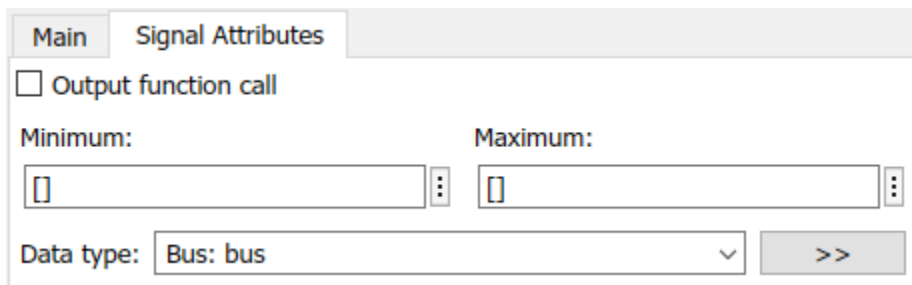 Main Signal Attributes
Output function call
Minimum: Maximum:
[] []
Data type: Bus: bus >>